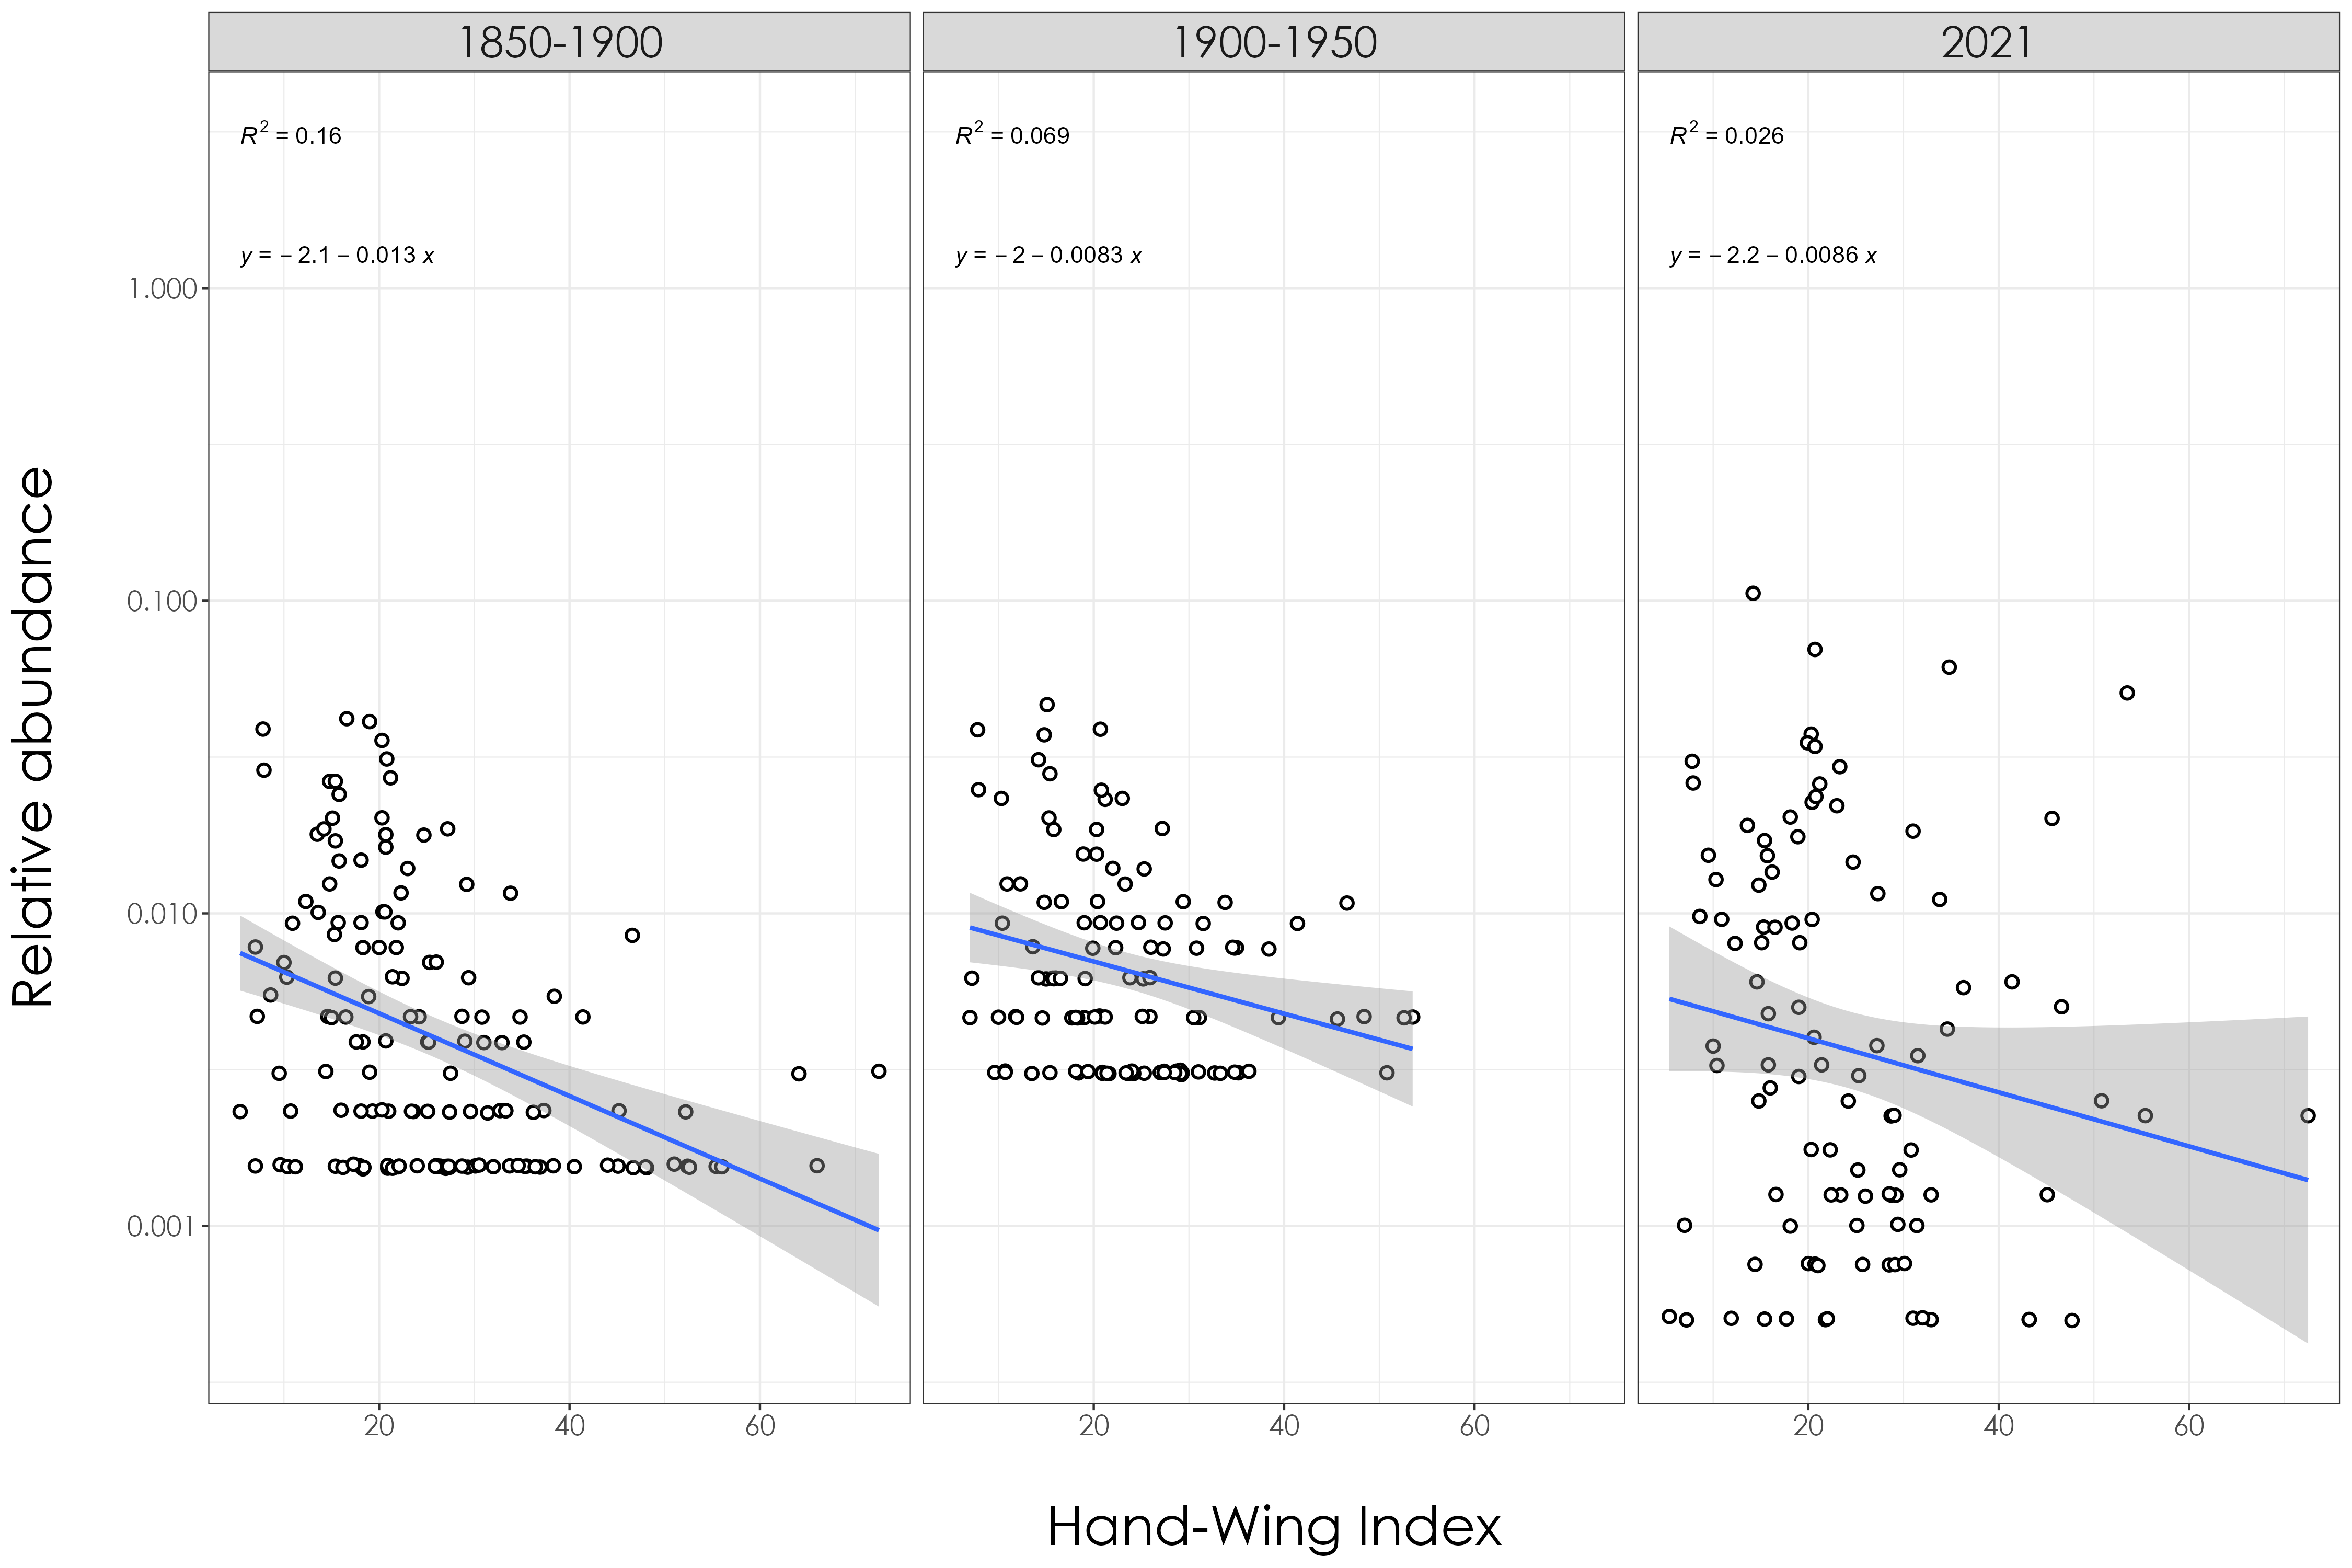 1850-1900
1900-1950
2021
R² = 0.16
R² = 0.069
R² = 0.026
y = − 2.1 − 0.013 x
y = − 2 − 0.0083 x
y = − 2.2 − 0.0086 x
1.000
0.100
0.010
0.001
Relative abundance
20 40 60
20 40 60
20 40 60
Hand-Wing Index